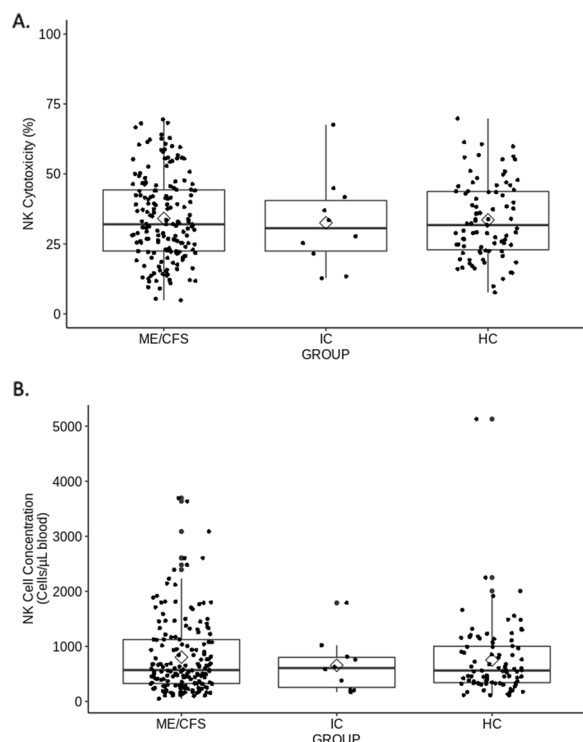 A.
100
75
50
25
0
NK Cytotoxicity (%)
ME/CFS IC HC
GROUP
B.
5000
4000
3000
2000
1000
0
NK Cell Concentration
(Cells/µL blood)
ME/CFS IC HC
GROUP